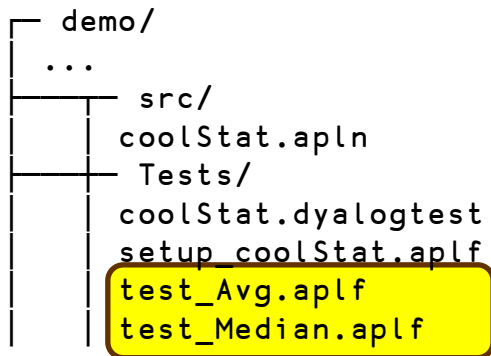 demo/
...
src/
coolStat.apln
Tests/
coolStat.dyalogtest
setup_coolStat.aplf
test_Avg.aplf
test_Median.aplf